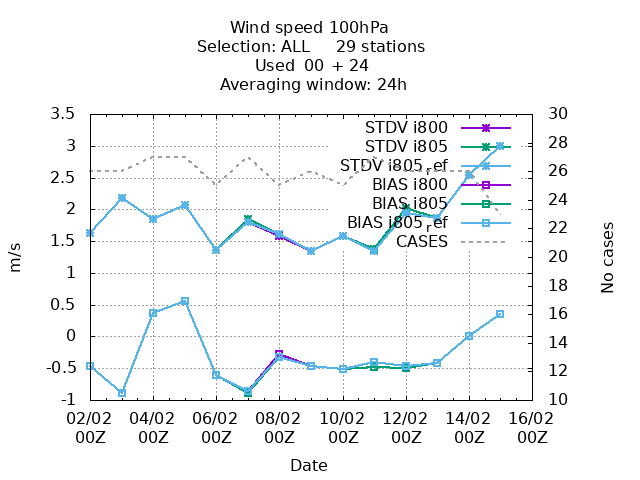 Wind speed 100hPa
Selection: ALL 29 stations
Used 00 + 24
Averaging window: 24h
3.5
3
2.5
2
1.5
1
0.5
0
-0.5
-1
m/s
30
28
26
24
22
20
18
16
14
12
10
No cases
STDV i800
STDV i805
STDV i805ref
BIAS i800
BIAS i805
BIAS i805ref
CASES
02/02 04/02 06/02 08/02 10/02 12/02 14/02 16/02
00Z 00Z 00Z 00Z 00Z 00Z 00Z 00Z
Date